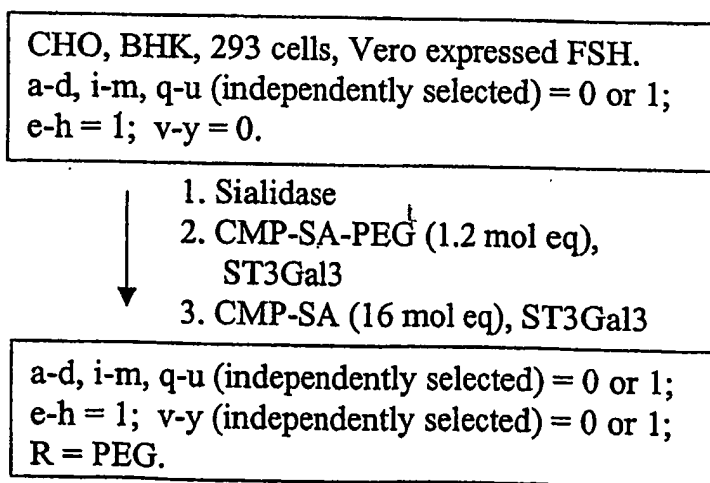 CHO, BHK, 293 cells, Vero expressed FSH.
a-d, i-m, q-u (independently selected) = 0 or 1;
e-h = 1; v-y = 0.
1. Sialidase
2. CMP-SA-PEG (1.2 mol eq),
ST3Gal3
3. CMP-SA (16 mol eq), ST3Gal3
a-d, i-m, q-u (independently selected) = 0 or 1;
e-h = 1; v-y (independently selected) = 0 or 1;
R = PEG.